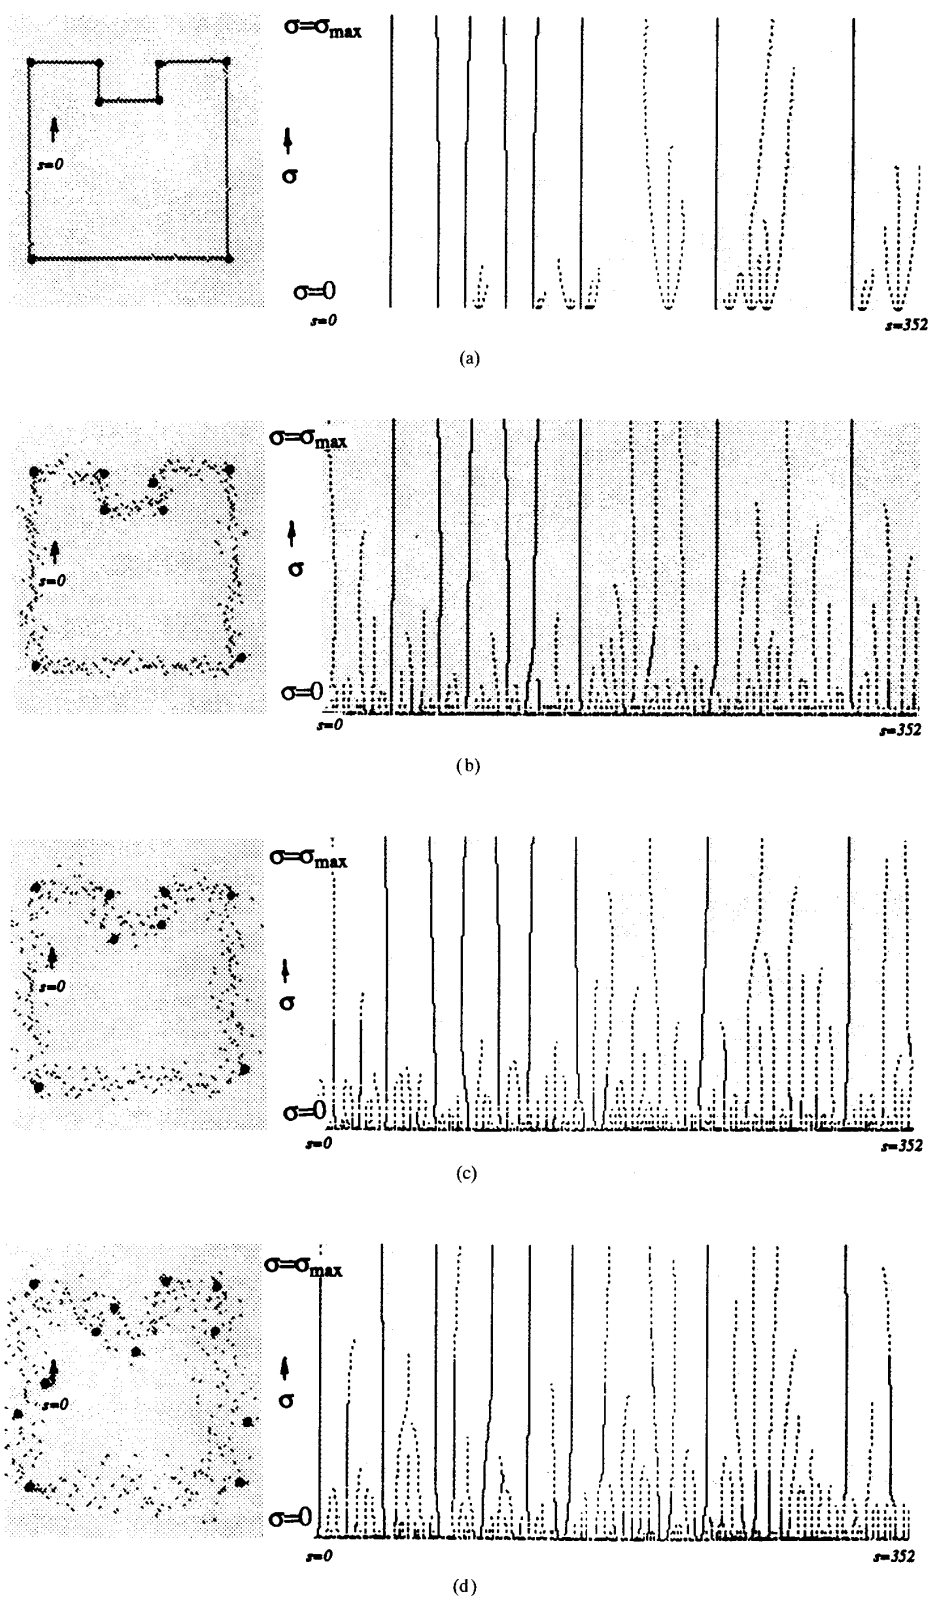 σ=σmax
s=0
σ
σ=0
s=0
s=352
(a)
σ=σmax
σ
s=0
σ=0
s=0
s=352
(b)
σ=σmax
s=0
σ
σ=0
s=0
s=352
(c)
σ=σmax
σ
s=0
σ=0
s=0
s=352
(d)